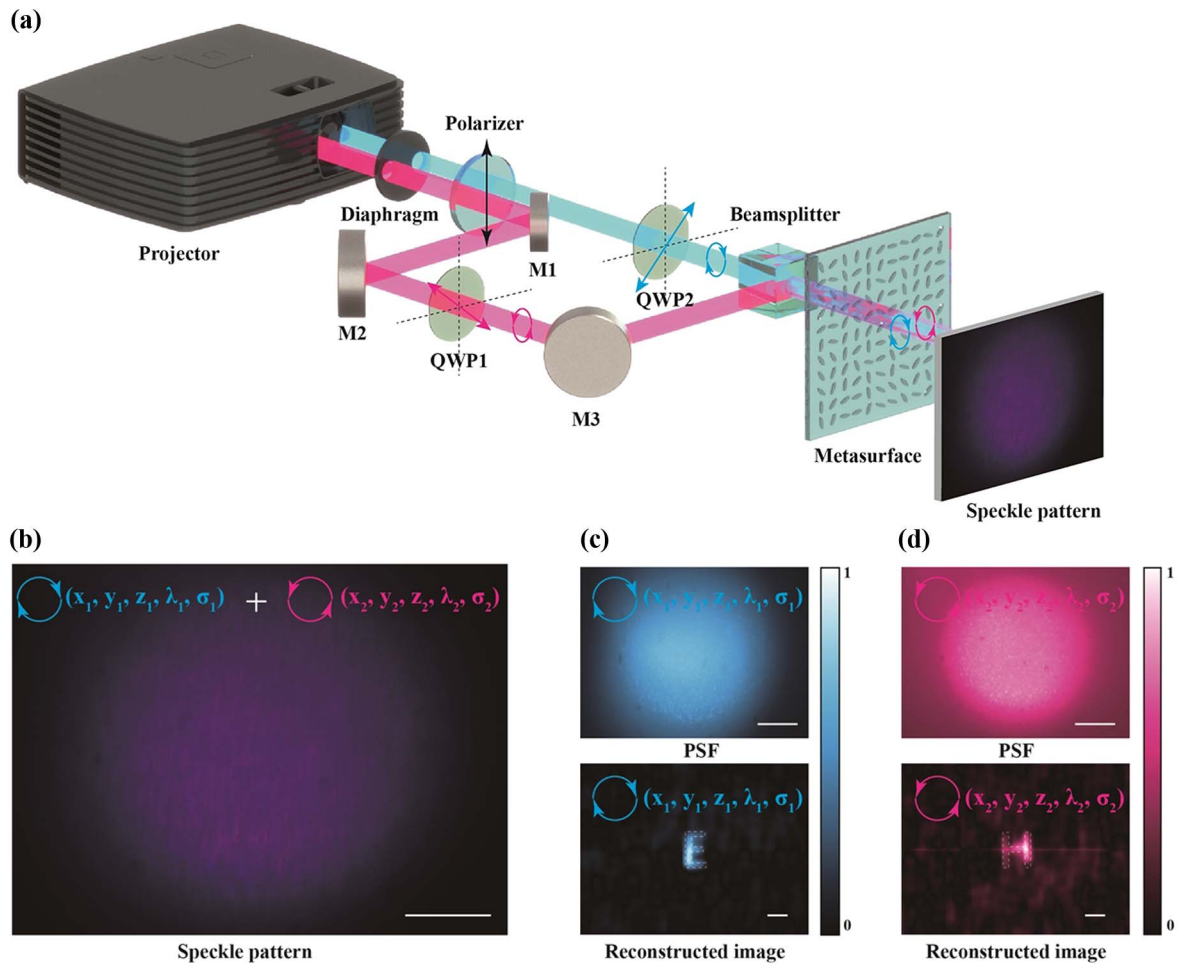 (a)
Polarizer
Diaphragm
Projector
M1
Beamsplitter
M2
QWP1
QWP2
M3
Metasurface
Speckle pattern
(b)
(x₁, y₁, z₁, λ₁, σ₁) + (x₂, y₂, z₂, λ₂, σ₂)
Speckle pattern
(c)
(x₁, y₁, z₁, λ₁, σ₁)
PSF
(x₁, y₁, z₁, λ₁, σ₁)
E
Reconstructed image
1
0
(d)
(x₂, y₂, z₂, λ₂, σ₂)
PSF
(x₂, y₂, z₂, λ₂, σ₂)
H
Reconstructed image
1
0